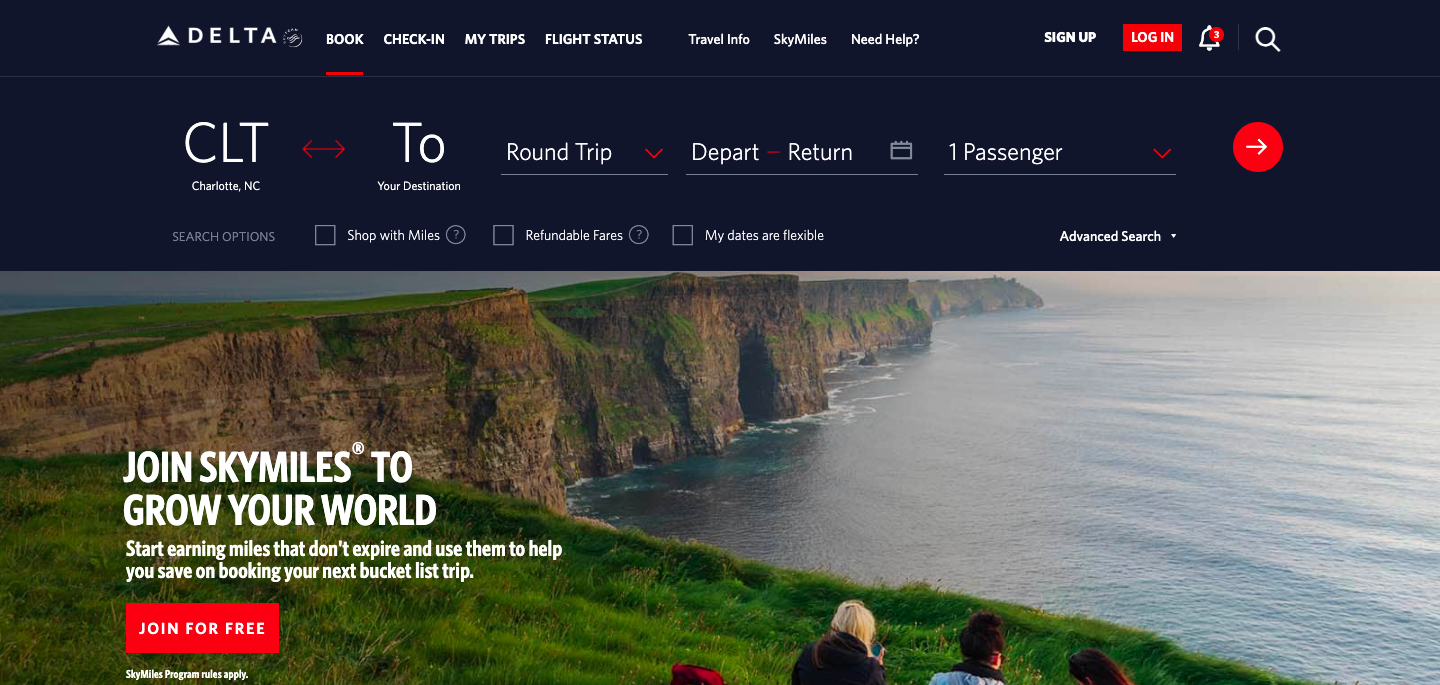 DELTA BOOK CHECK-IN MY TRIPS FLIGHT STATUS Travel Info SkyMiles Need Help? SIGN UP LOG IN 3
CLT To Round Trip Depart — Return 1 Passenger
Charlotte, NC Your Destination
SEARCH OPTIONS Shop with Miles ? Refundable Fares ? My dates are flexible Advanced Search
JOIN SKYMILES® TO
GROW YOUR WORLD
Start earning miles that don't expire and use them to help
you save on booking your next bucket list trip.
JOIN FOR FREE
SkyMiles Program rules apply.